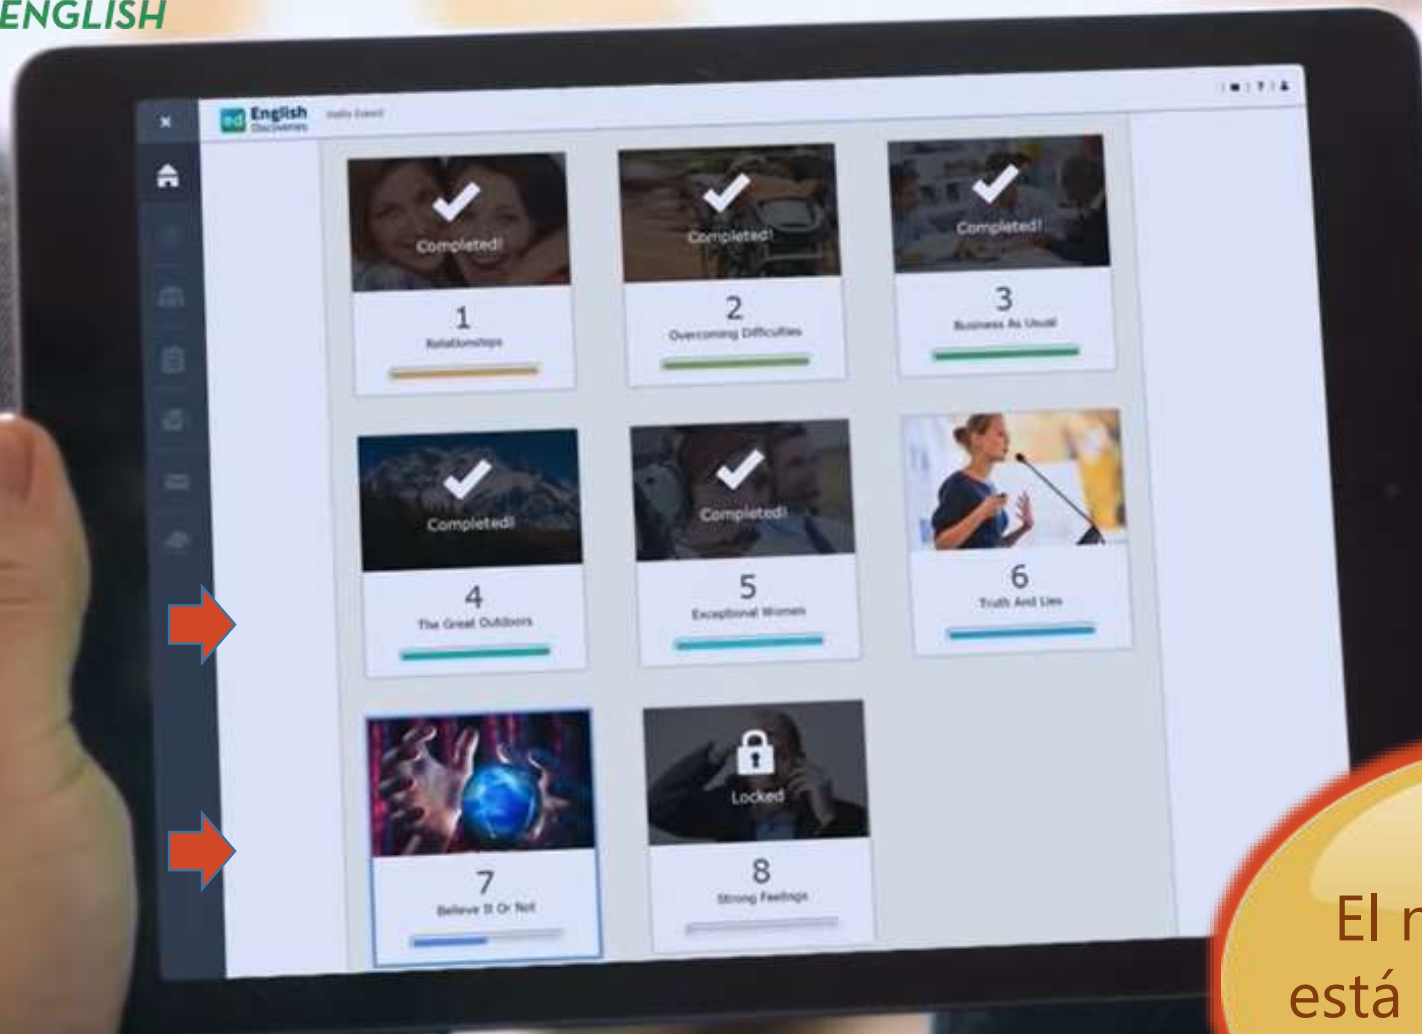 ENGLISH
ed English
Discoveries
Hello
Completed!
Completed!
Completed!
1
Relationships
2
Overcoming Difficulties
3
Business As Usual
Completed!
Completed!
4
The Great Outdoors
5
Exceptional Women
6
Truth And Lies
Locked
7
Believe It Or Not
8
Strong Feelings
El
está